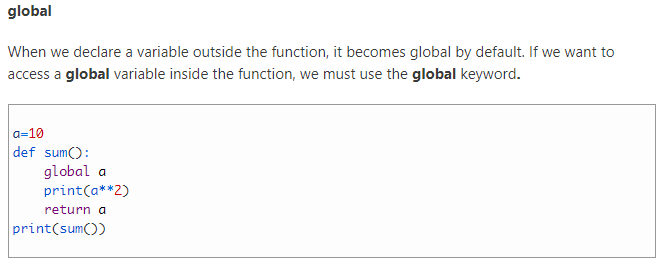 global
When we declare a variable outside the function, it becomes global by default. If we want to
access a global variable inside the function, we must use the global keyword.
a=10
def sum():
    global a
    print(a**2)
    return a
print(sum())